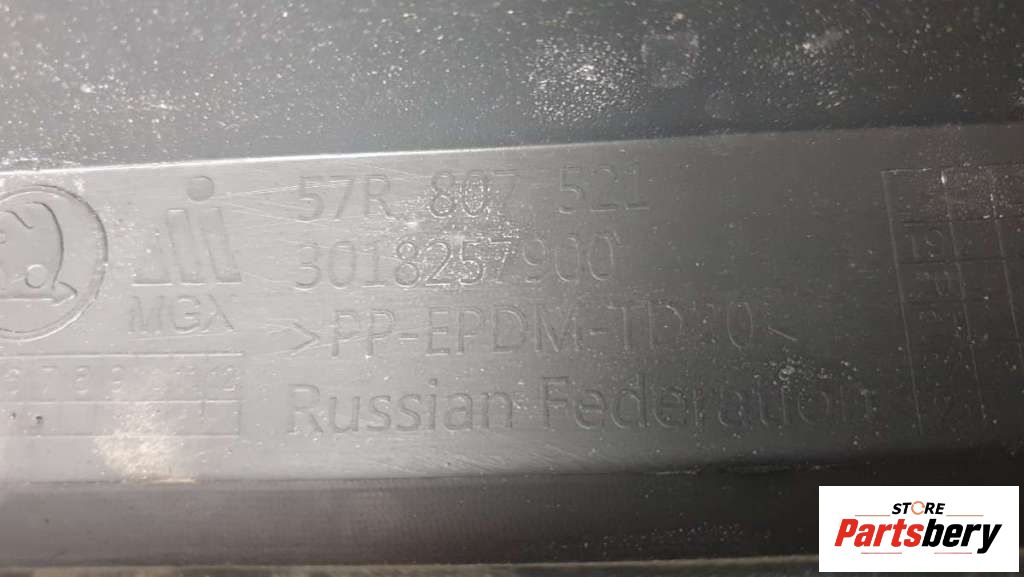 57R 807 521
3018257900
MGX
>PP-EPDM-TD20<
Russian Federation
STORE
Partsbery